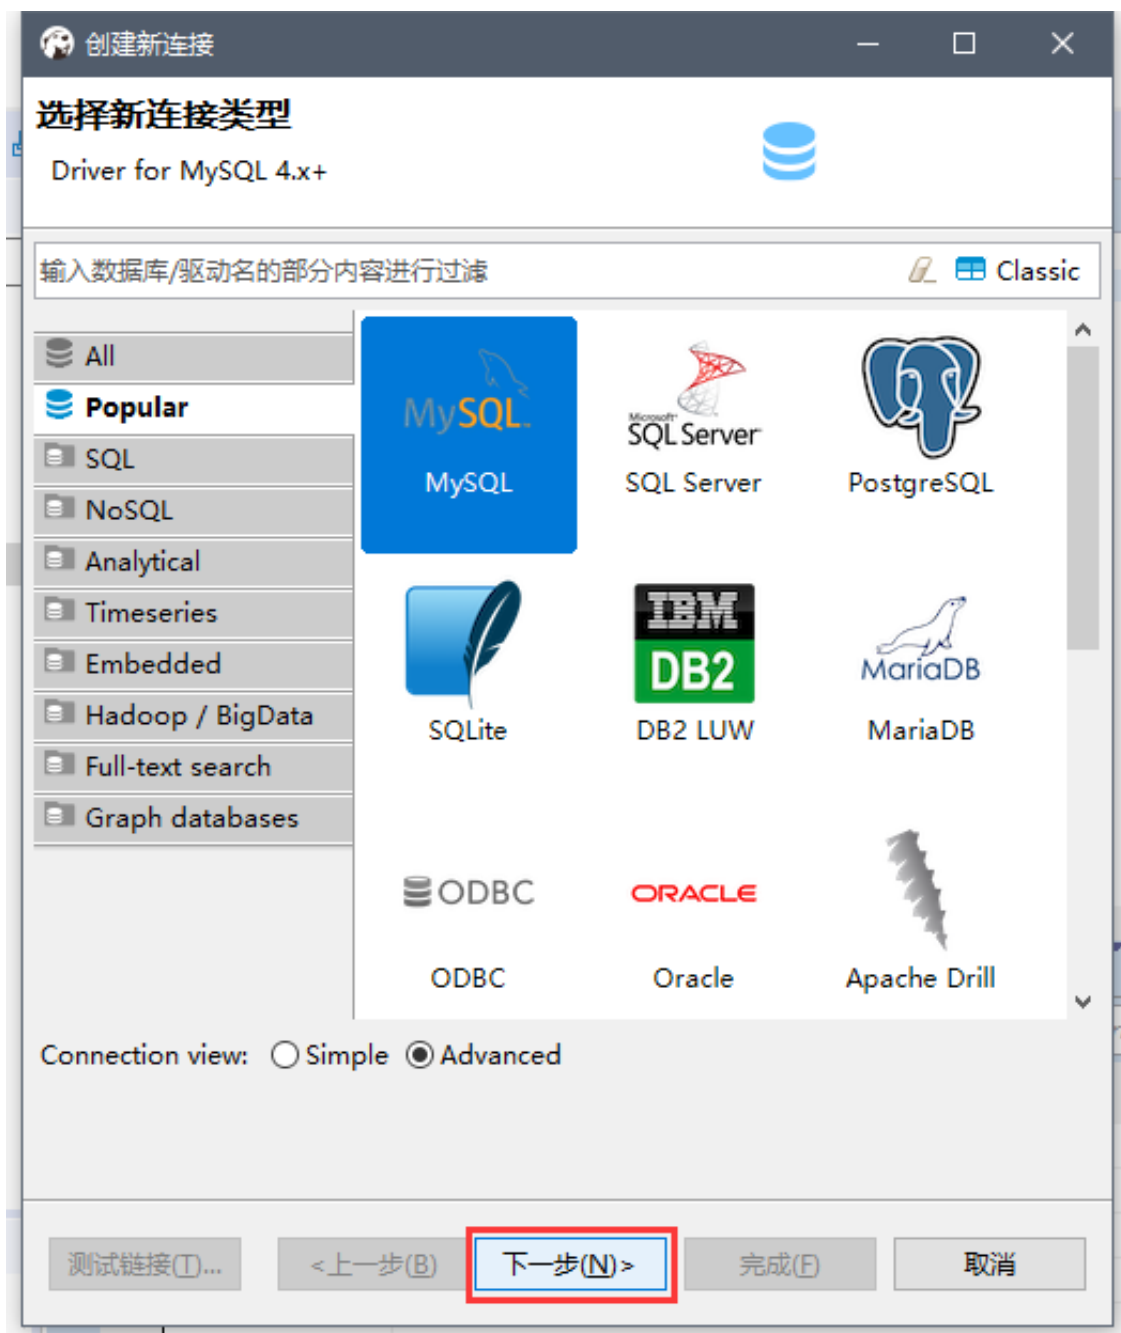 创建新连接
选择新连接类型
Driver for MySQL 4.x+
输入数据库/驱动名的部分内容进行过滤
Classic
All
Popular
SQL
NoSQL
Analytical
Timeseries
Embedded
Hadoop / BigData
Full-text search
Graph databases
MySQL
MySQL
Microsoft
SQL Server
SQL Server
PostgreSQL
SQLite
IBM
DB2
DB2 LUW
MariaDB
MariaDB
ODBC
ODBC
ORACLE
Oracle
Apache Drill
Connection view: Simple Advanced
测试链接(T)... <上一步(B) 下一步(N)> 完成(F) 取消